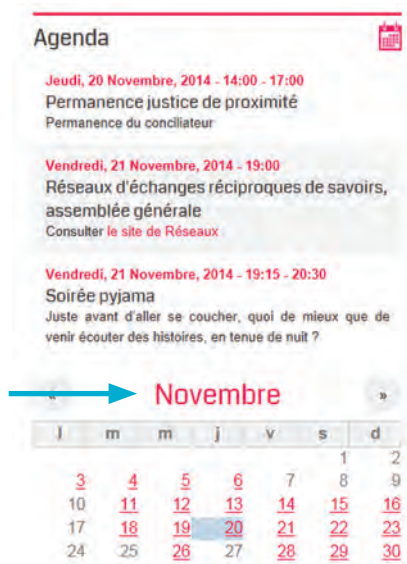 Agenda
Jeudi, 20 Novembre, 2014 - 14:00 - 17:00
Permanence justice de proximité
Permanence du conciliateur
Vendredi, 21 Novembre, 2014 - 19:00
Réseaux d'échanges réciproques de savoirs,
assemblée générale
Consulter le site de Réseaux
Vendredi, 21 Novembre, 2014 - 19:15 - 20:30
Soirée pyjama
Juste avant d'aller se coucher, quoi de mieux que de
venir écouter des histoires, en tenue de nuit ?
« Novembre »
l m m j v s d
1 2
3 4 5 6 7 8 9
10 11 12 13 14 15 16
17 18 19 20 21 22 23
24 25 26 27 28 29 30